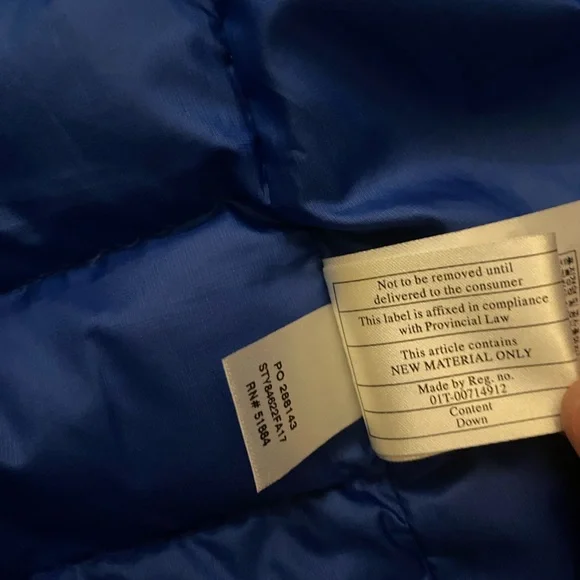 Not to be removed until
delivered to the consumer
This label is affixed in compliance
with Provincial Law
This article contains
NEW MATERIAL ONLY
Made by Reg. no.
01T-00714912
Content
Down
PO 288143
STY84622FA17
RN# 51884